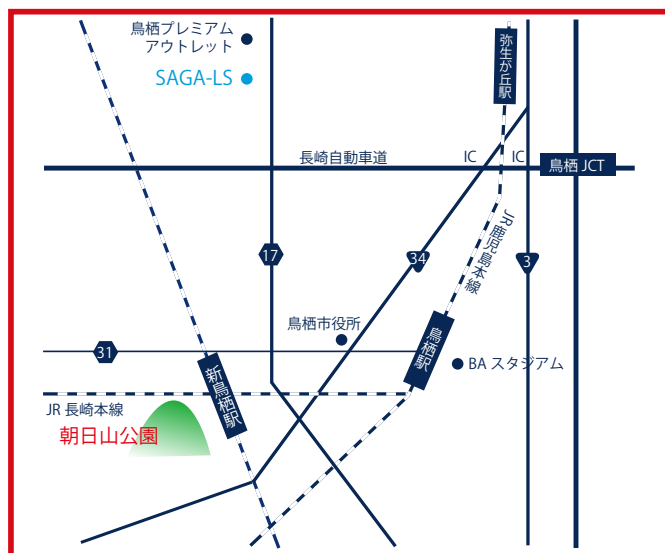 鳥栖プレミアム
アウトレット
SAGA-LS
弥生が丘駅
長崎自動車道
IC
IC
鳥栖 JCT
JR鹿児島本線
17
34
3
鳥栖市役所
鳥栖駅
31
BA スタジアム
新鳥栖駅
JR 長崎本線
朝日山公園